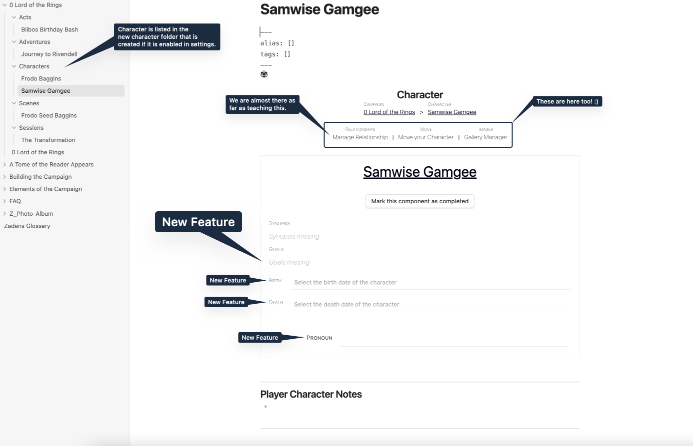 0 Lord of the Rings
Acts
Bilbos Birthday Bash
Adventures
Journey to Rivendell
Characters
Frodo Baggins
Samwise Gamgee
Scenes
Frodo Seed Baggins
Sessions
The Transformation
0 Lord of the Rings
A Tome of the Reader Appears
Building the Campaign
Elements of the Campaign
FAQ
Z_Photo-Album
Zadens Glossary
Character is listed in the
new character folder that is
created if it is enabled in settings.
Samwise Gamgee
---
alias: []
tags: []
---
Character
Campaign Character
0 Lord of the Rings > Samwise Gamgee
We are almost there as
far as teaching this.
These are here too! :)
Relationships Move Images
Manage Relationship | Move your Character | Gallery Manager
Samwise Gamgee
Mark this component as completed
New Feature
Synopsis
Synopsis missing
Goals
Goals missing
New Feature
Birth
Select the birth date of the character
New Feature
Death
Select the death date of the character
New Feature
Pronoun
Player Character Notes